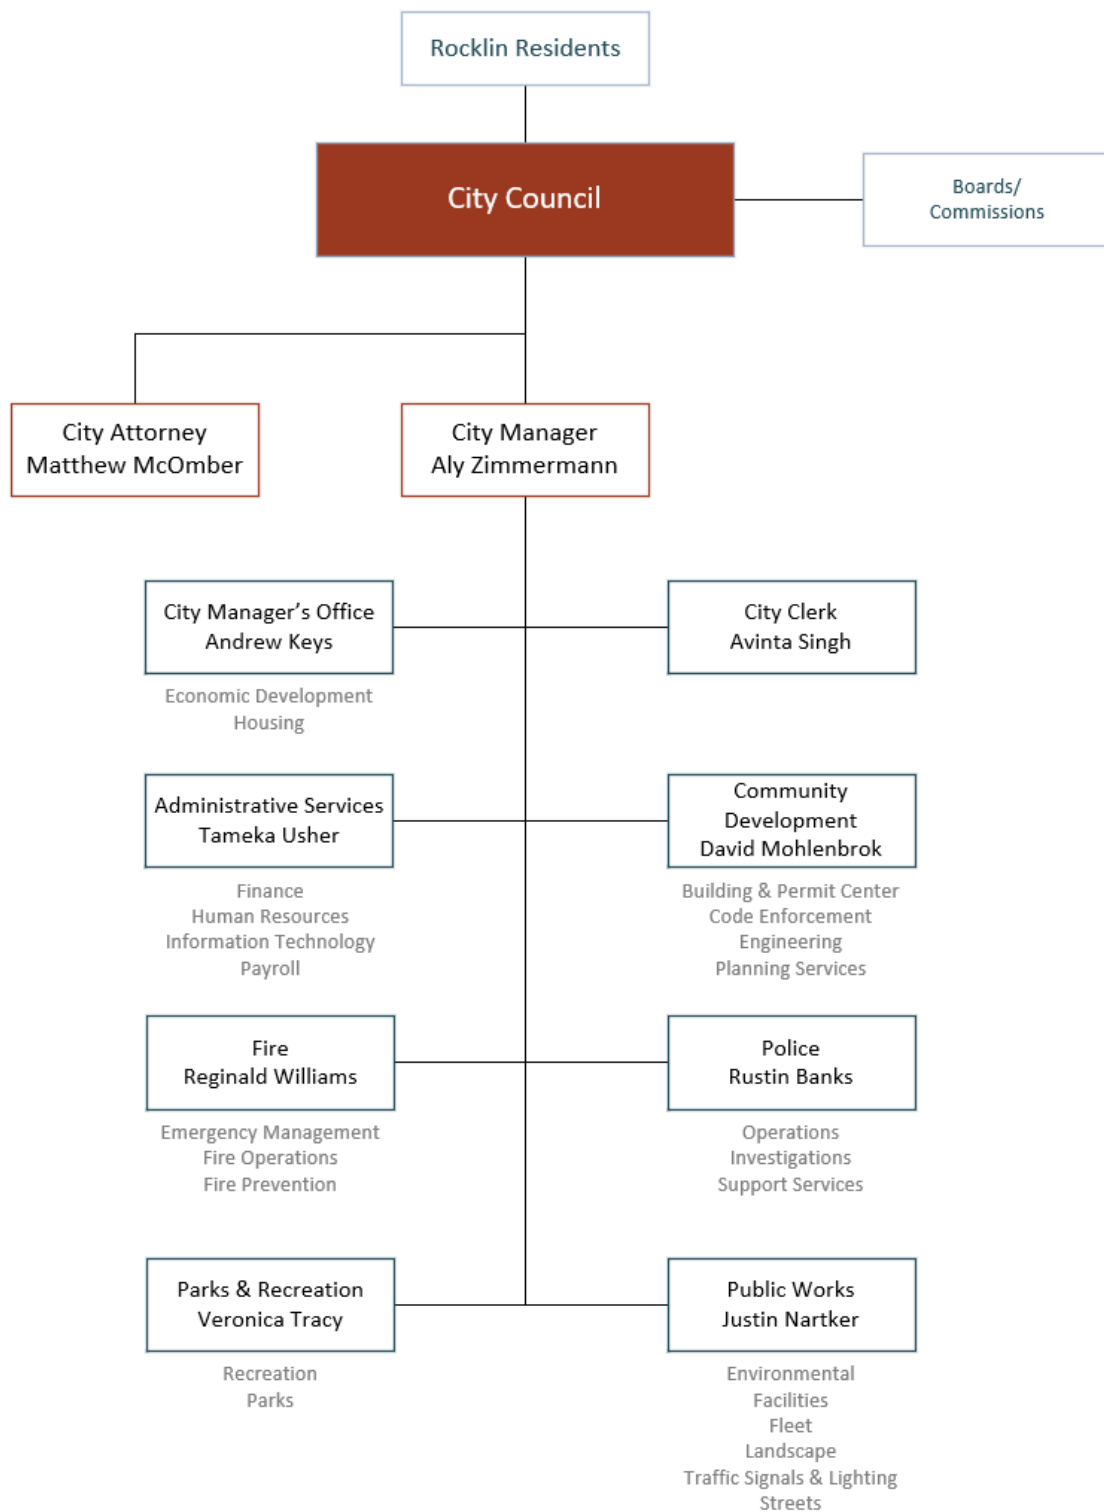 Rocklin Residents
City Council
Boards/
Commissions
City Attorney
Matthew McOmber
City Manager
Aly Zimmermann
City Manager’s Office
Andrew Keys
Economic Development
Housing
City Clerk
Avinta Singh
Administrative Services
Tameka Usher
Finance
Human Resources
Information Technology
Payroll
Community
Development
David Mohlenbrok
Building & Permit Center
Code Enforcement
Engineering
Planning Services
Fire
Reginald Williams
Emergency Management
Fire Operations
Fire Prevention
Police
Rustin Banks
Operations
Investigations
Support Services
Parks & Recreation
Veronica Tracy
Recreation
Parks
Public Works
Justin Nartker
Environmental
Facilities
Fleet
Landscape
Traffic Signals & Lighting
Streets